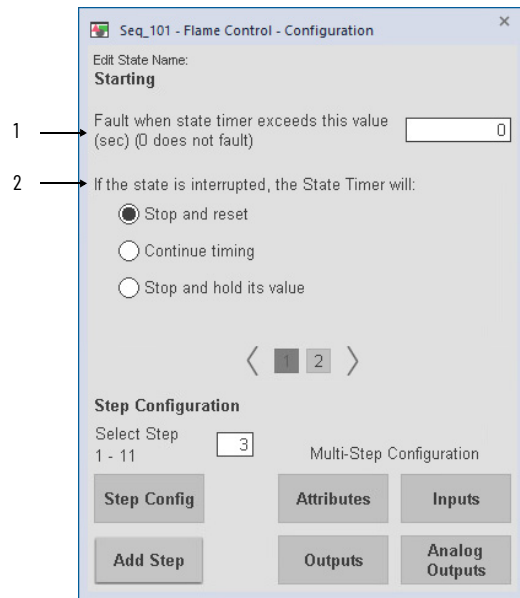 Seq_101 - Flame Control - Configuration
×
Edit State Name:
Starting
1
Fault when state timer exceeds this value
(sec) (0 does not fault)
0
2
If the state is interrupted, the State Timer will:
Stop and reset
Continue timing
Stop and hold its value
1 2
Step Configuration
Select Step
1 - 11
3
Multi-Step Configuration
Step Config
Attributes
Inputs
Add Step
Outputs
Analog
Outputs